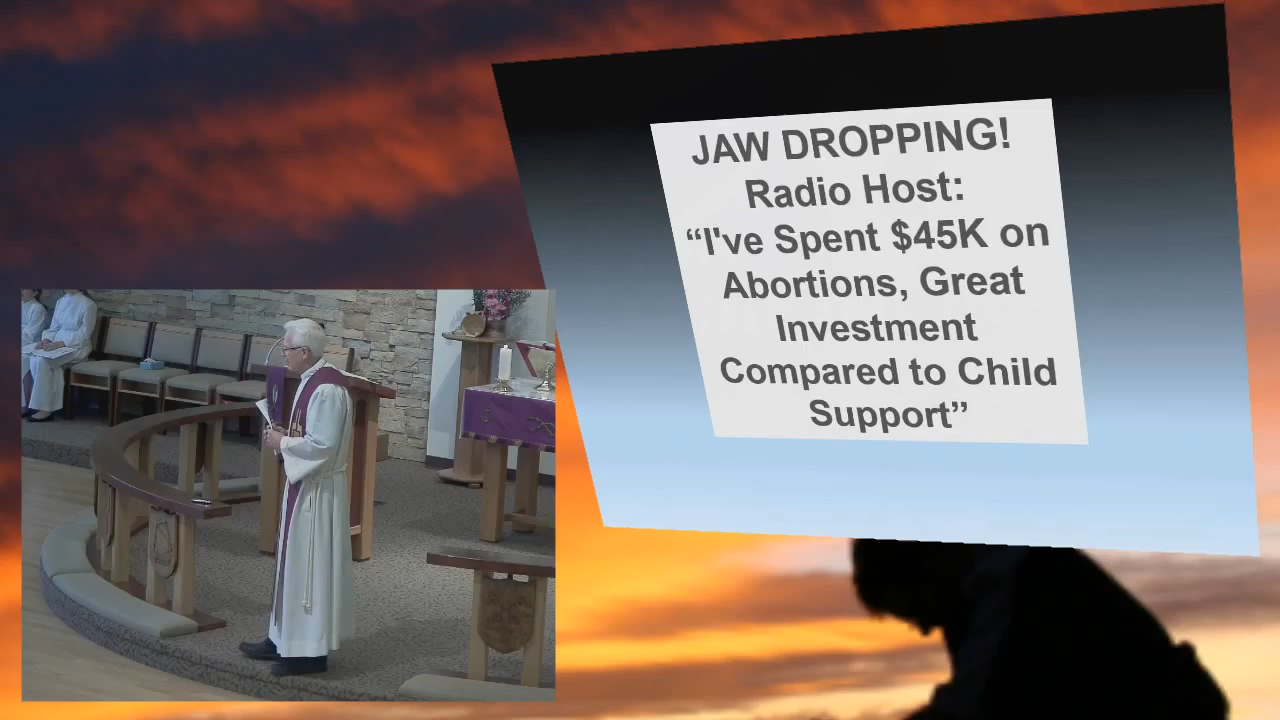 JAW DROPPING!
Radio Host:
“I've Spent $45K on
Abortions, Great
Investment
Compared to Child
Support”